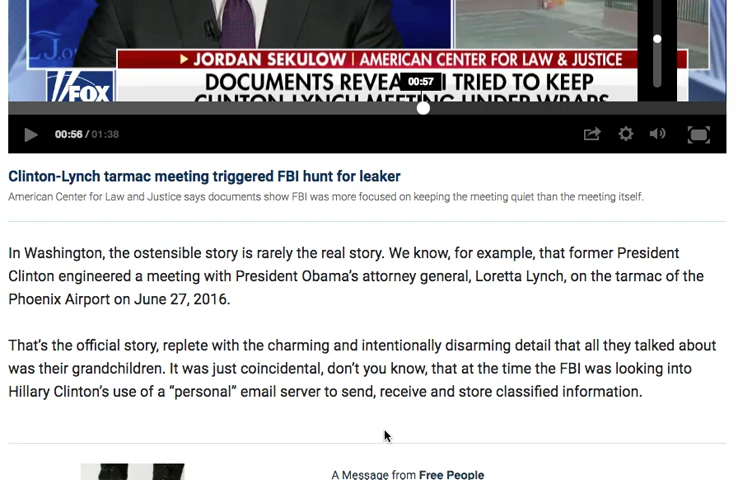 JORDAN SEKULOW | AMERICAN CENTER FOR LAW & JUSTICE
DOCUMENTS REVEA I TRIED TO KEEP
00:57
FOX
CLINTON-LYNCH MEETING UNDER WRAPS
00:56 / 01:38
Clinton-Lynch tarmac meeting triggered FBI hunt for leaker
American Center for Law and Justice says documents show FBI was more focused on keeping the meeting quiet than the meeting itself.
In Washington, the ostensible story is rarely the real story. We know, for example, that former President
Clinton engineered a meeting with President Obama’s attorney general, Loretta Lynch, on the tarmac of the
Phoenix Airport on June 27, 2016.
That’s the official story, replete with the charming and intentionally disarming detail that all they talked about
was their grandchildren. It was just coincidental, don’t you know, that at the time the FBI was looking into
Hillary Clinton’s use of a “personal” email server to send, receive and store classified information.
A Message from Free People